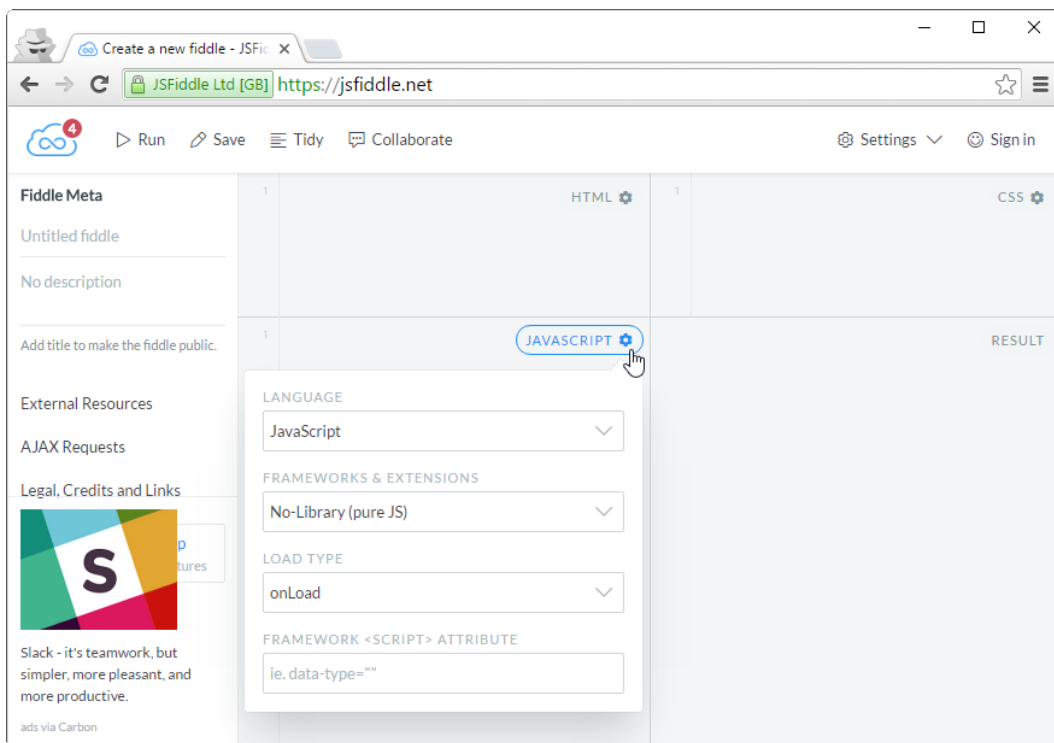 Create a new fiddle - JSFid
JSFiddle Ltd [GB] https://jsfiddle.net
4
Run Save Tidy Collaborate Settings Sign in
Fiddle Meta
Untitled fiddle
No description
Add title to make the fiddle public.
External Resources
AJAX Requests
Legal, Credits and Links
p
tures
S
Slack - it's teamwork, but
simpler, more pleasant, and
more productive.
ads via Carbon
1
HTML
1
CSS
1
JAVASCRIPT
RESULT
LANGUAGE
JavaScript
FRAMEWORKS & EXTENSIONS
No-Library (pure JS)
LOAD TYPE
onLoad
FRAMEWORK <SCRIPT> ATTRIBUTE
ie. data-type=""